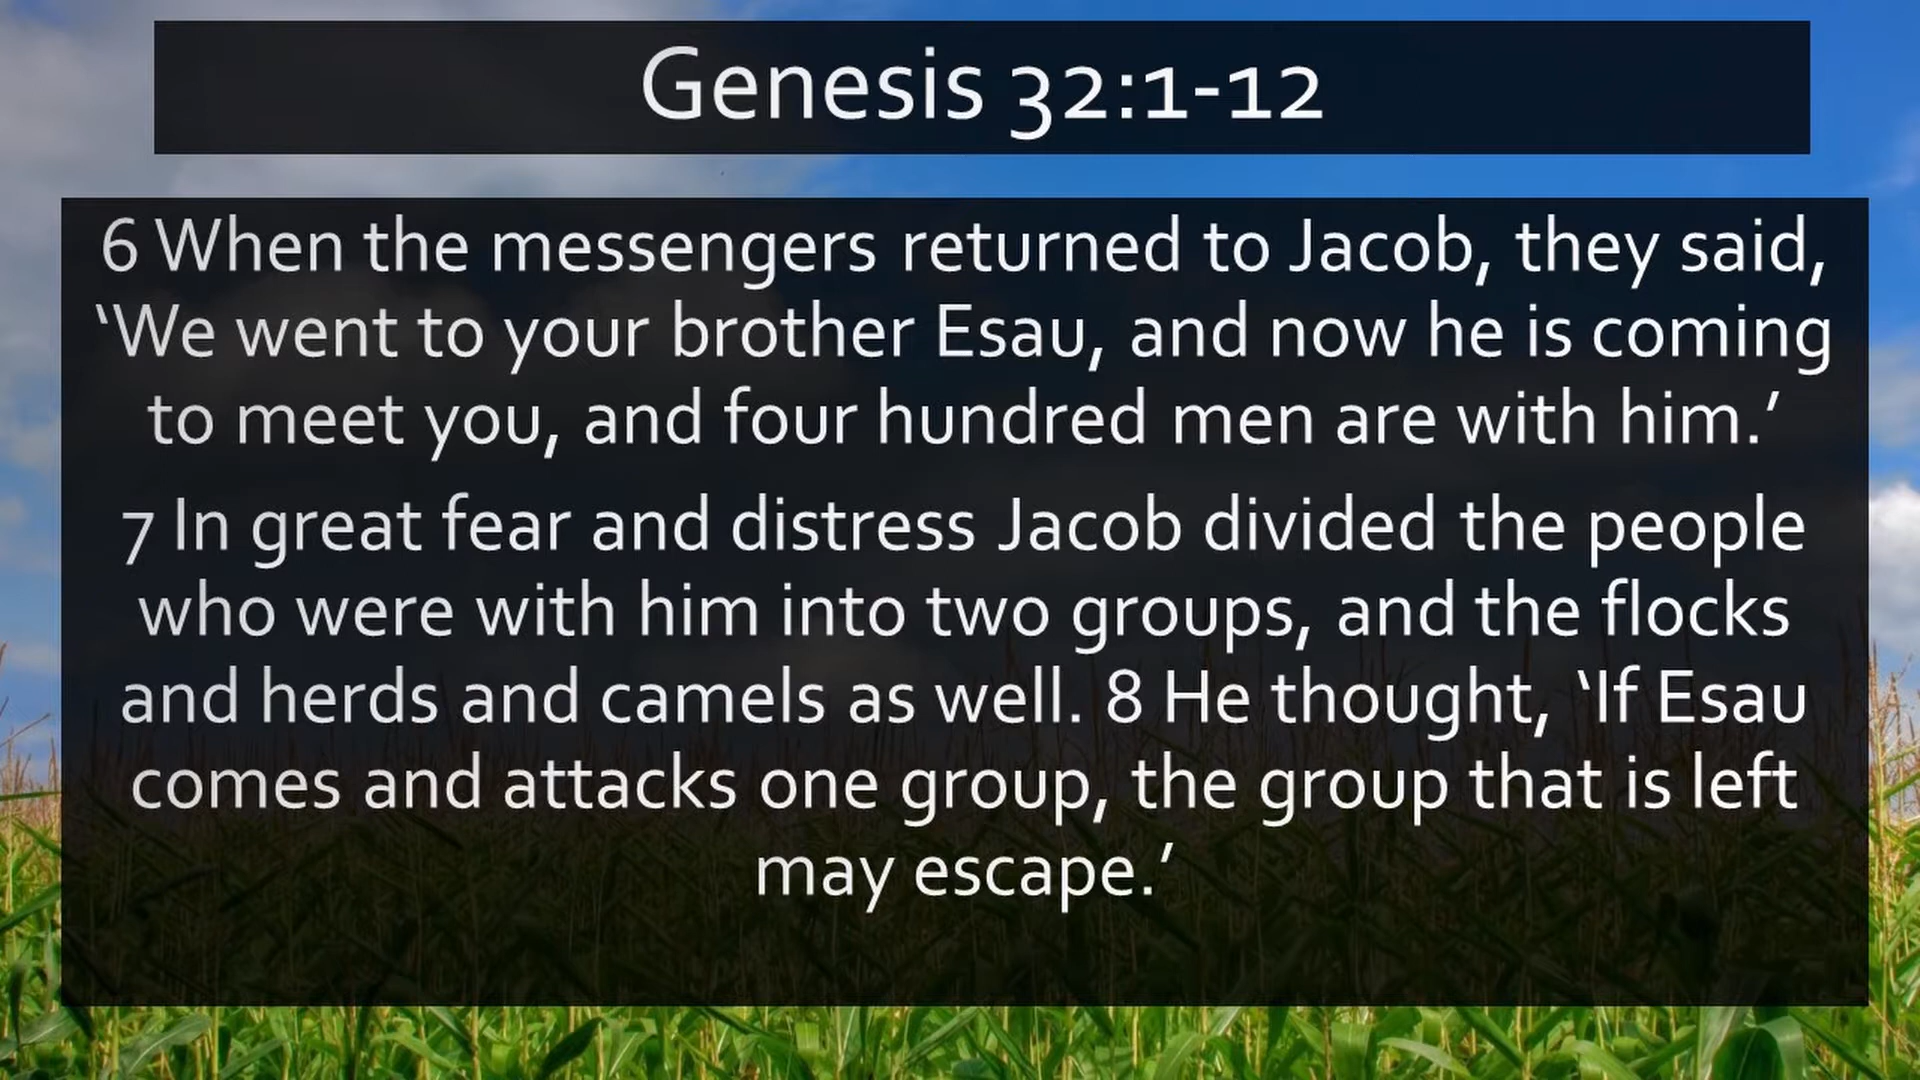 Genesis 32:1-12
6 When the messengers returned to Jacob, they said,
‘We went to your brother Esau, and now he is coming
to meet you, and four hundred men are with him.’
7 In great fear and distress Jacob divided the people
who were with him into two groups, and the flocks
and herds and camels as well. 8 He thought, ‘If Esau
comes and attacks one group, the group that is left
may escape.’